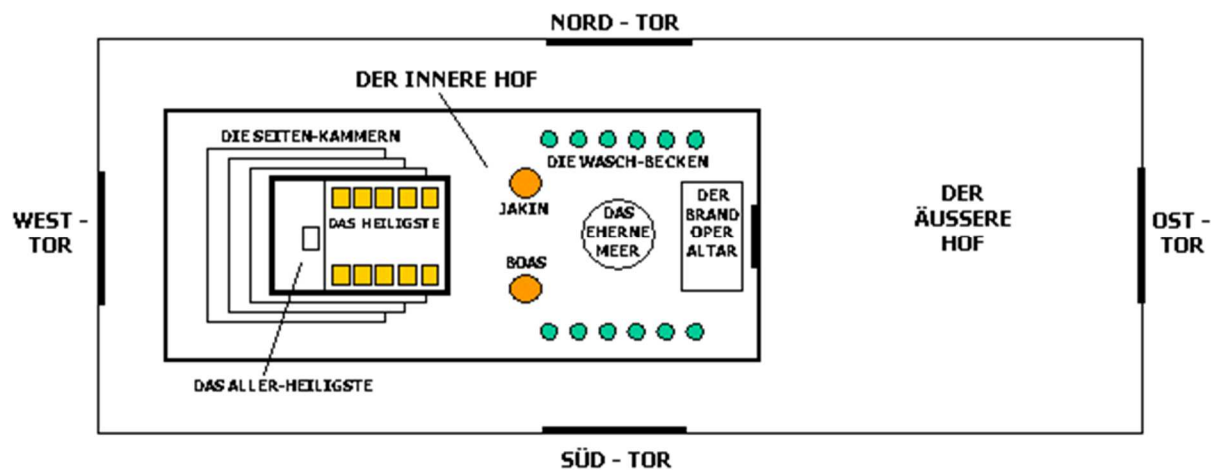 NORD - TOR
DER INNERE HOF
DIE SEITEN-KAMMERN
DIE WASCH-BECKEN
WEST -
TOR
DAS HEILIGSTE
JAKIN
DAS
EHERNE
MEER
DER
BRAND
OPER
ALTAR
DER
ÄUSSERE
HOF
OST -
TOR
BOAS
DAS ALLER-HEILIGSTE
SÜD - TOR